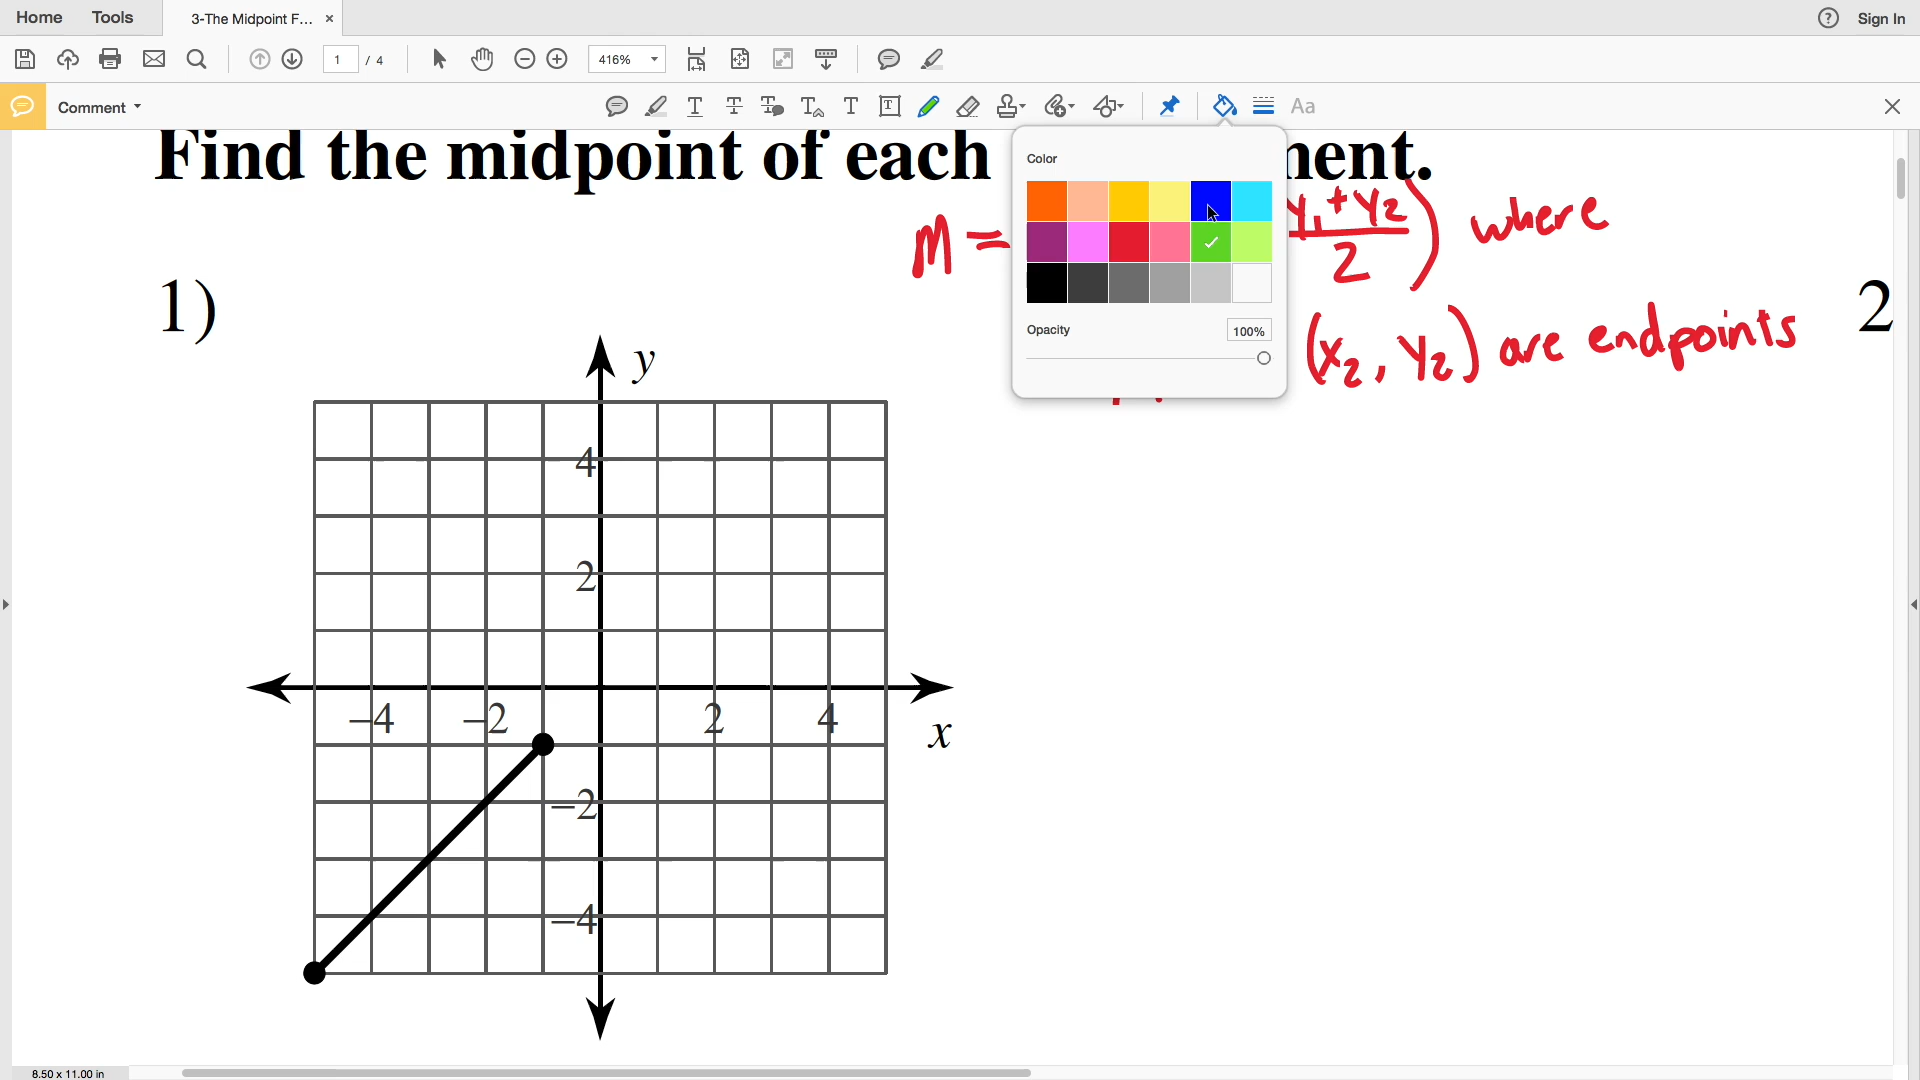 Home Tools 3-The Midpoint F... × ? Sign In
1 / 4 416%
Comment Aa
Find the midpoint of each ment.
Color
M = y₁ + y₂ / 2 ) where
1) 2
(x₂, y₂) are endpoints
Opacity 100%
y
4
2
-4 -2 2 4
x
-2
-4
8.50 x 11.00 in